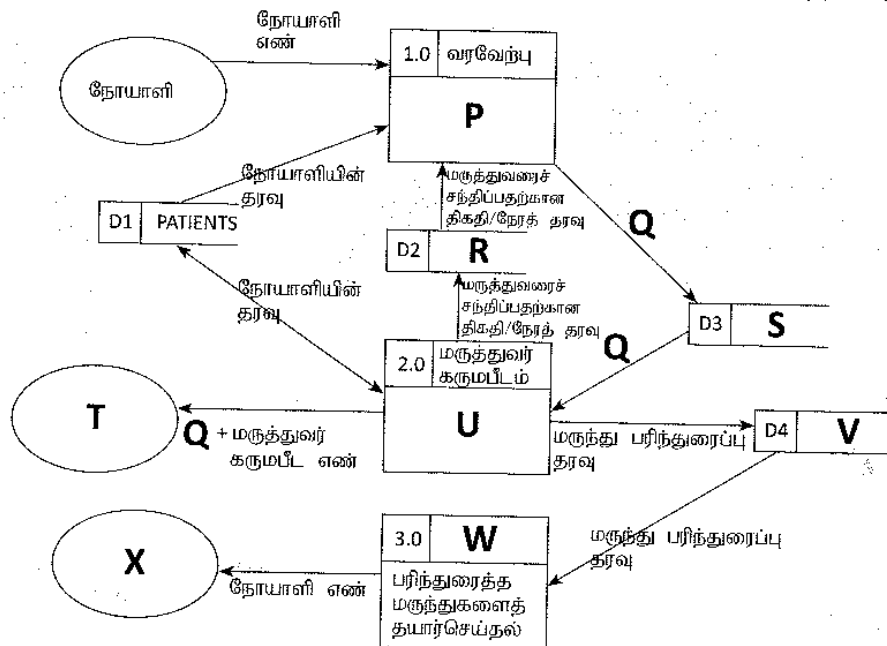 நோயாளி
எண்
1.0 வரவேற்பு
நோயாளி
P
நோயாளியின்
தரவு
மருத்துவரைச்
சந்திப்பதற்கான
திகதி/நேரத் தரவு
D1 PATIENTS
Q
D2 R
நோயாளியின்
தரவு
மருத்துவரைச்
சந்திப்பதற்கான
திகதி/நேரத் தரவு
D3 S
Q
2.0 மருத்துவர்
கருமபீடம்
T
U
Q + மருத்துவர்
கருமபீட எண்
மருந்து பரிந்துரைப்பு
தரவு
D4 V
3.0 W
மருந்து பரிந்துரைப்பு
தரவு
X
நோயாளி எண்
பரிந்துரைத்த
மருந்துகளைத்
தயார்செய்தல்